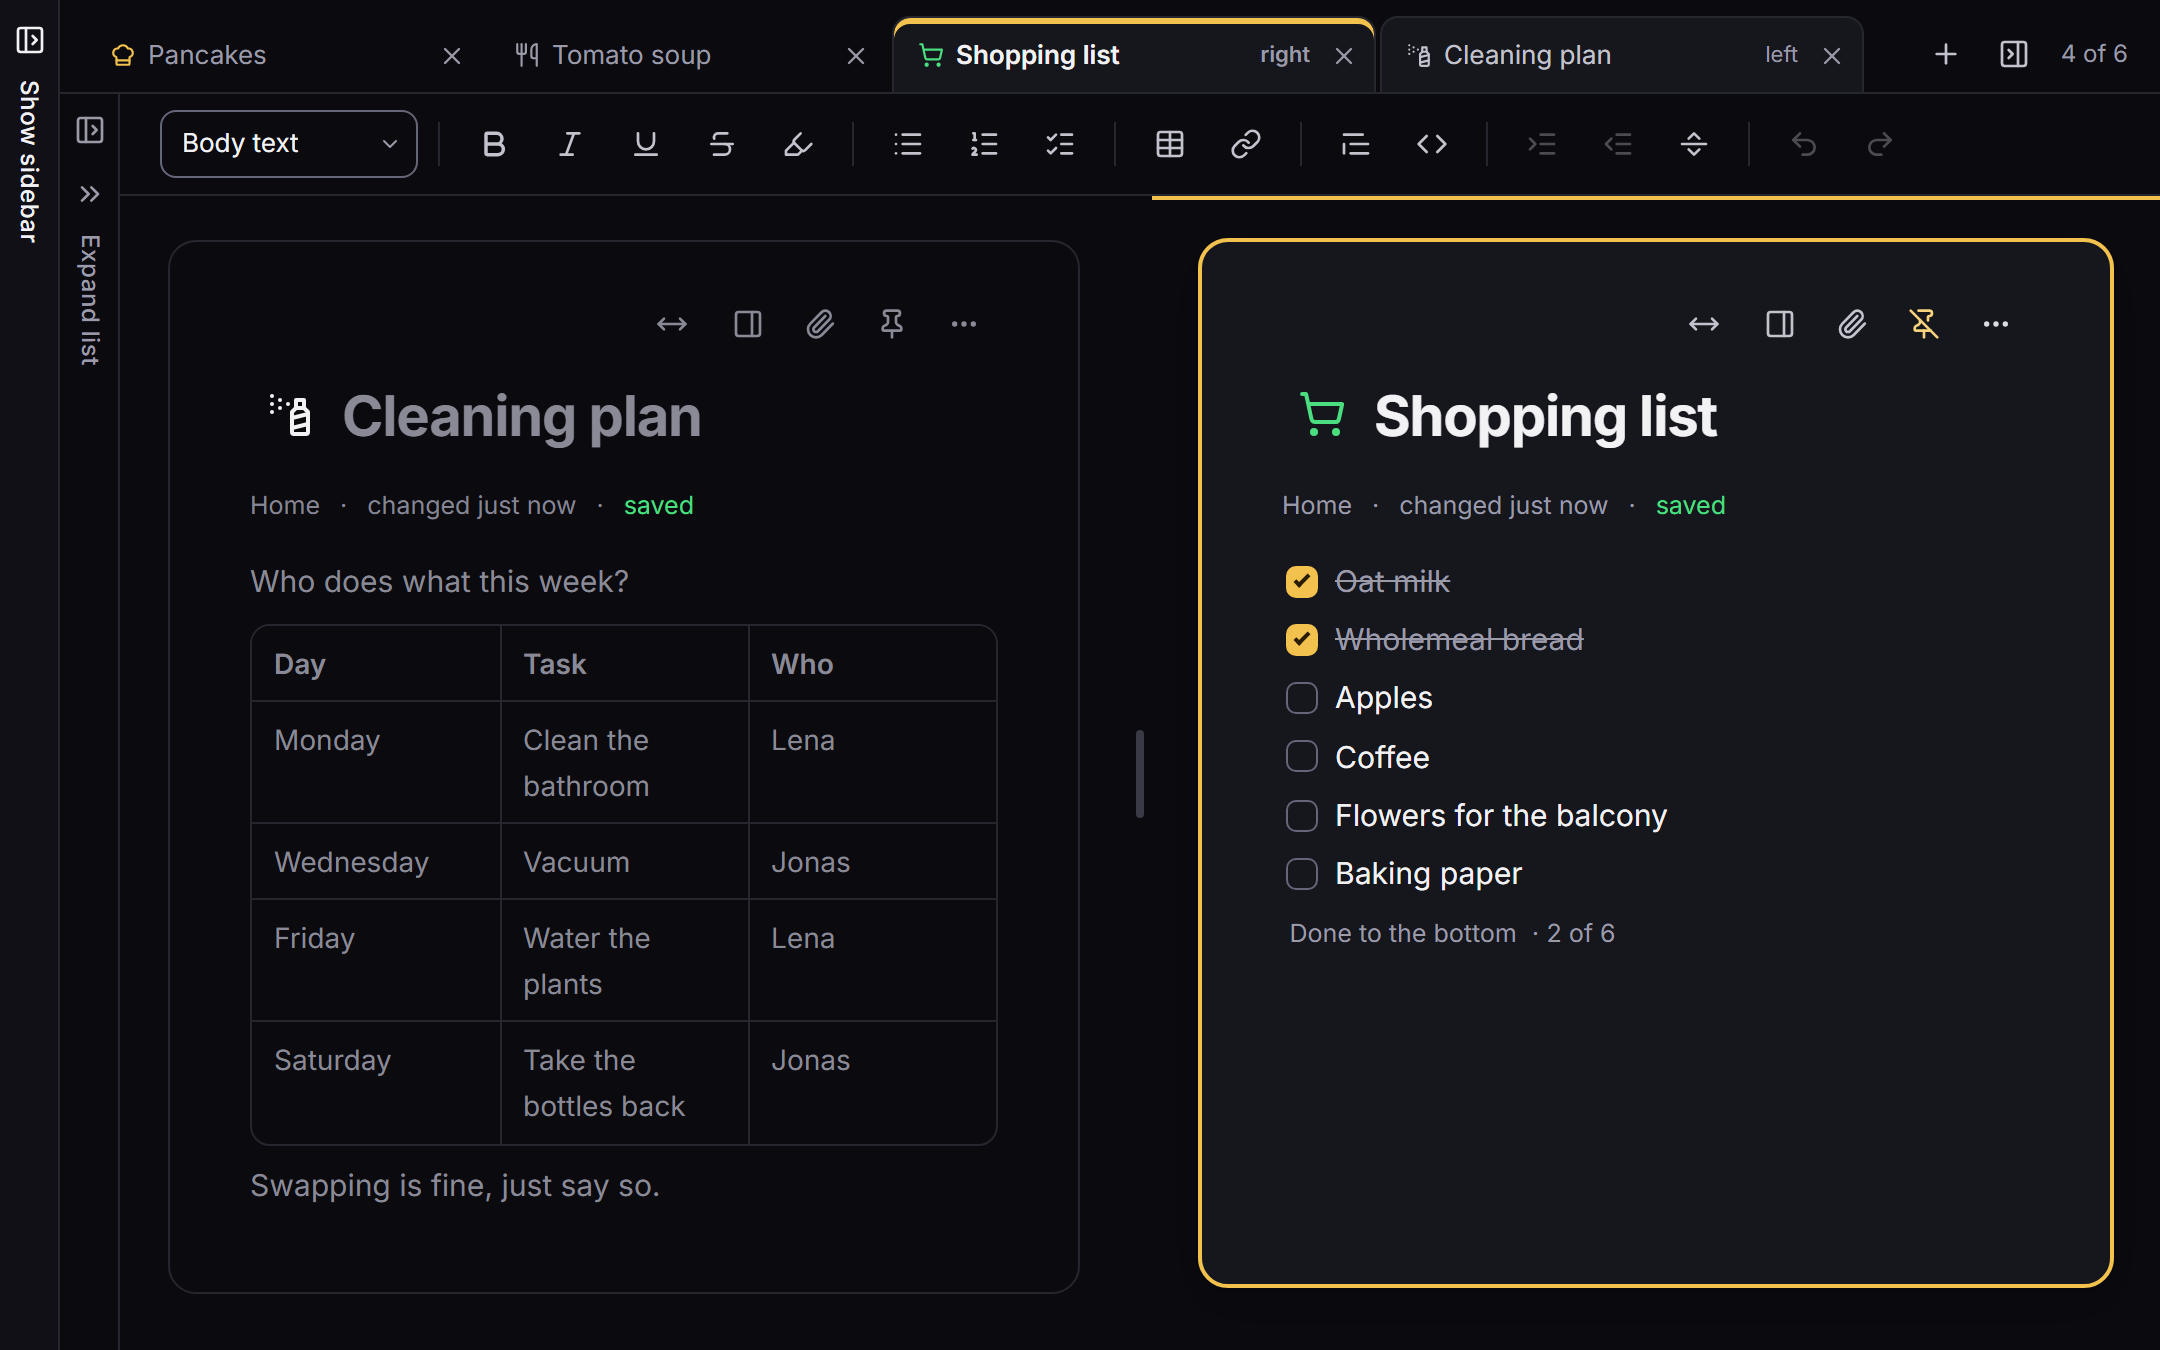 Show sidebar
Expand list
Pancakes
Tomato soup
Shopping list right
Cleaning plan left
4 of 6
Body text
Cleaning plan
Home · changed just now · saved
Who does what this week?
Day Task Who
Monday Clean the bathroom Lena
Wednesday Vacuum Jonas
Friday Water the plants Lena
Saturday Take the bottles back Jonas
Swapping is fine, just say so.
Shopping list
Home · changed just now · saved
Oat milk
Wholemeal bread
Apples
Coffee
Flowers for the balcony
Baking paper
Done to the bottom · 2 of 6